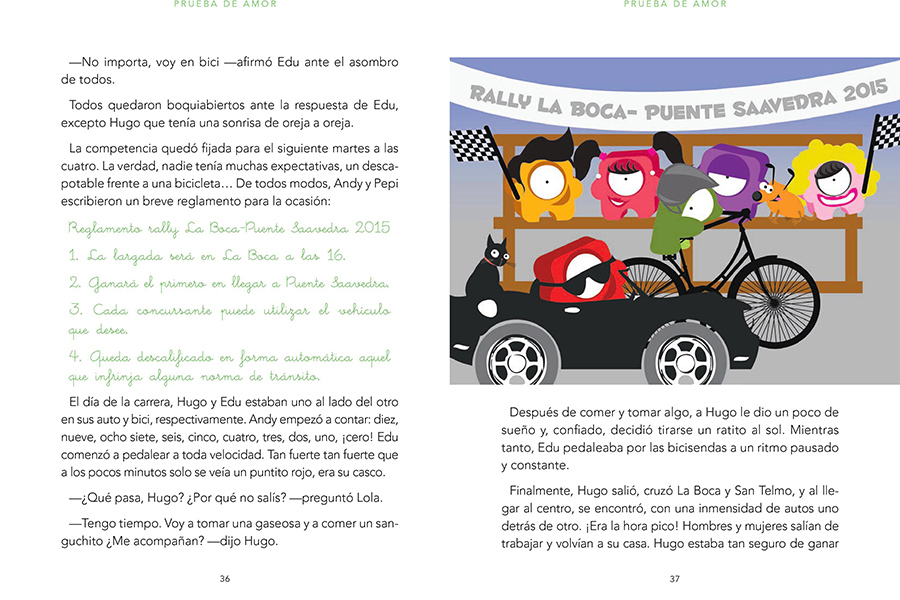 PRUEBA DE AMOR
—No importa, voy en bici —afirmó Edu ante el asombro
de todos.
Todos quedaron boquiabiertos ante la respuesta de Edu,
excepto Hugo que tenía una sonrisa de oreja a oreja.
La competencia quedó fijada para el siguiente martes a las
cuatro. La verdad, nadie tenía muchas expectativas, un desca-
potable frente a una bicicleta... De todos modos, Andy y Pepi
escribieron un breve reglamento para la ocasión:
Reglamento rally La Boca-Puente Saavedra 2015
1. La largada será en La Boca a las 16.
2. Ganará el primero en llegar a Puente Saavedra.
3. Cada concursante puede utilizar el vehículo
que desee.
4. Queda descalificado en forma automática aquel
que infrinja alguna norma de tránsito.
El día de la carrera, Hugo y Edu estaban uno al lado del otro
en sus auto y bici, respectivamente. Andy empezó a contar: diez,
nueve, ocho siete, seis, cinco, cuatro, tres, dos, uno, ¡cero! Edu
comenzó a pedalear a toda velocidad. Tan fuerte tan fuerte que
a los pocos minutos solo se veía un puntito rojo, era su casco.
—¿Qué pasa, Hugo? ¿Por qué no salís? —preguntó Lola.
—Tengo tiempo. Voy a tomar una gaseosa y a comer un san-
guchito ¿Me acompañan? —dijo Hugo.
36
PRUEBA DE AMOR
RALLY LA BOCA- PUENTE SAAVEDRA 2015
Después de comer y tomar algo, a Hugo le dio un poco de
sueño y, confiado, decidió tirarse un ratito al sol. Mientras
tanto, Edu pedaleaba por las bicisendas a un ritmo pausado
y constante.
Finalmente, Hugo salió, cruzó La Boca y San Telmo, y al lle-
gar al centro, se encontró, con una inmensidad de autos uno
detrás de otro. ¡Era la hora pico! Hombres y mujeres salían de
trabajar y volvían a su casa. Hugo estaba tan seguro de ganar
37